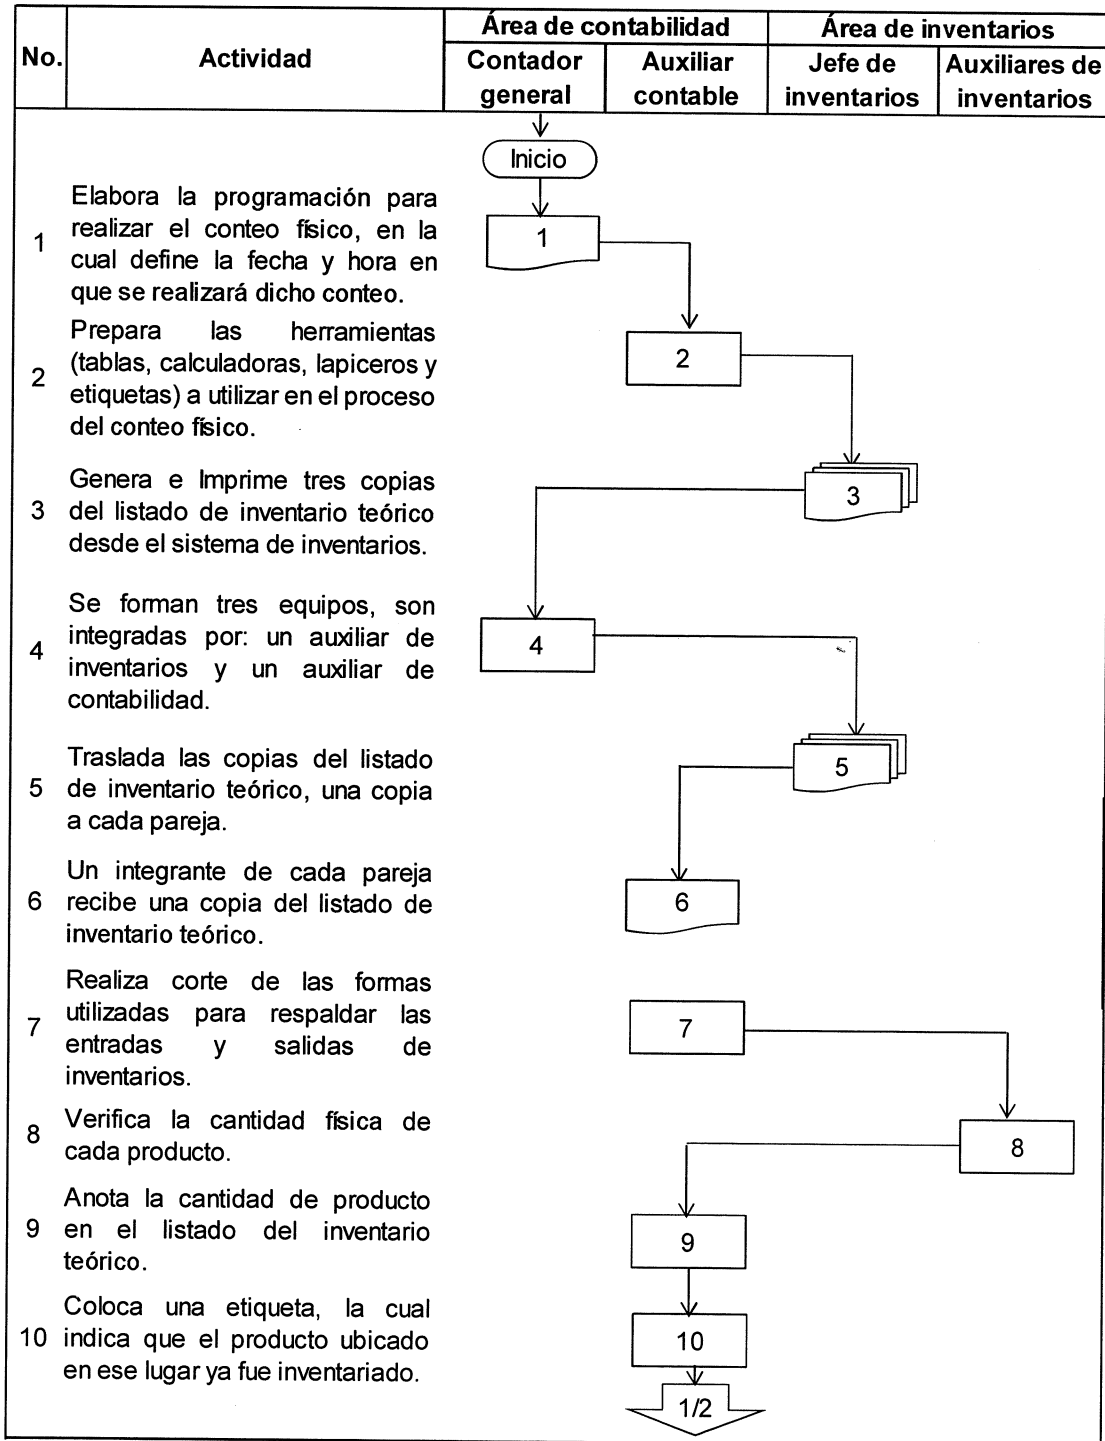 Área de contabilidad Área de inventarios
No. Actividad Contador general Auxiliar contable Jefe de inventarios Auxiliares de inventarios
Inicio
Elabora la programación para
1 realizar el conteo físico, en la
cual define la fecha y hora en
que se realizará dicho conteo.
1
Prepara las herramientas
2 (tablas, calculadoras, lapiceros y
etiquetas) a utilizar en el proceso
del conteo físico.
2
Genera e Imprime tres copias
3 del listado de inventario teórico
desde el sistema de inventarios.
3
Se forman tres equipos, son
4 integradas por: un auxiliar de
inventarios y un auxiliar de
contabilidad.
4
Traslada las copias del listado
5 de inventario teórico, una copia
a cada pareja.
5
Un integrante de cada pareja
6 recibe una copia del listado de
inventario teórico.
6
Realiza corte de las formas
7 utilizadas para respaldar las
entradas y salidas de
inventarios.
7
8 Verifica la cantidad física de
cada producto.
8
Anota la cantidad de producto
9 en el listado del inventario
teórico.
9
Coloca una etiqueta, la cual
10 indica que el producto ubicado
en ese lugar ya fue inventariado.
10
1/2